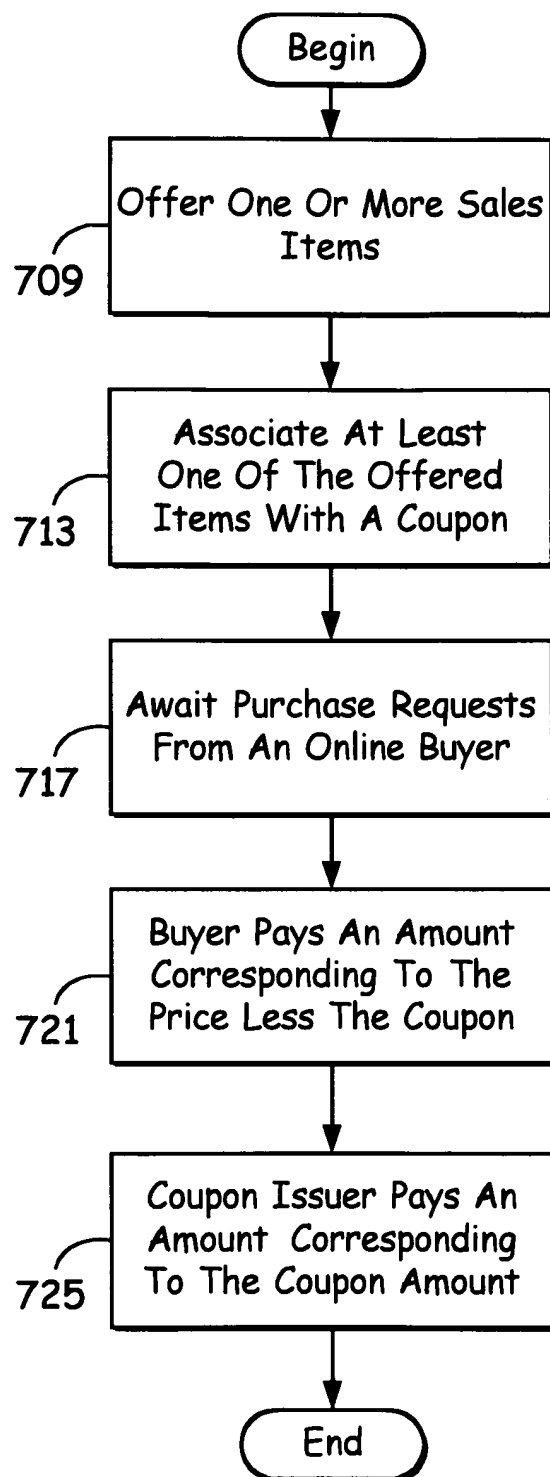 Begin
Offer One Or More Sales
Items
709
Associate At Least
One Of The Offered
Items With A Coupon
713
Await Purchase Requests
From An Online Buyer
717
Buyer Pays An Amount
Corresponding To The
Price Less The Coupon
721
Coupon Issuer Pays An
Amount Corresponding
To The Coupon Amount
725
End